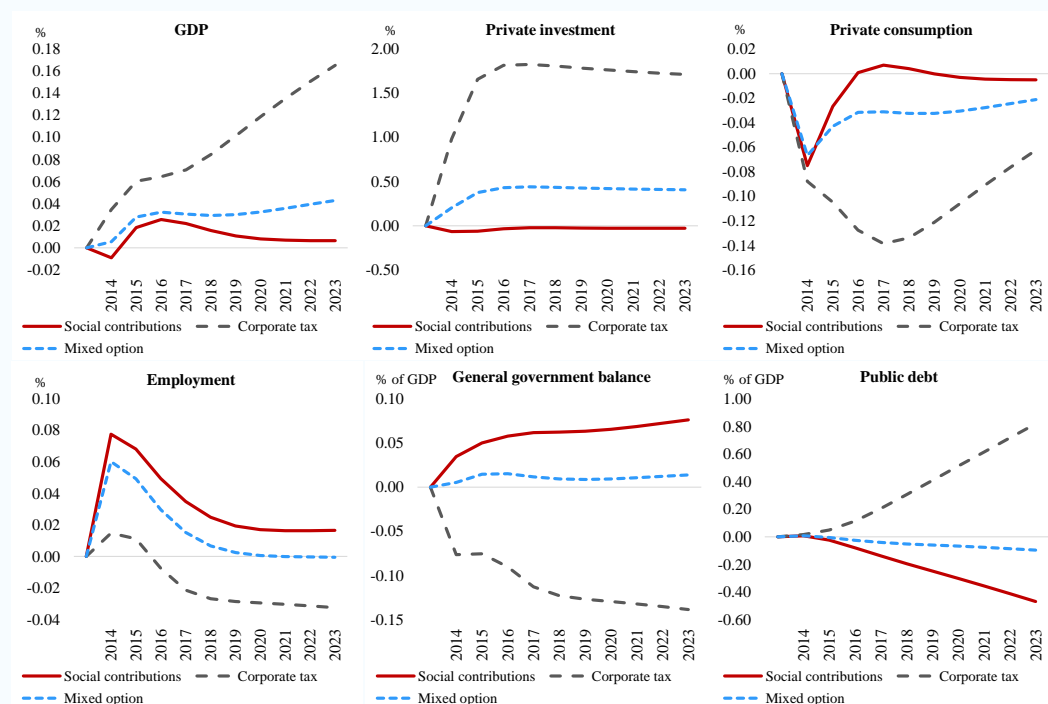 GDP
%
0.18
0.16
0.14
0.12
0.10
0.08
0.06
0.04
0.02
0.00
-0.02
2014 2015 2016 2017 2018 2019 2020 2021 2022 2023
Social contributions Corporate tax
Mixed option
Private investment
%
2.00
1.50
1.00
0.50
0.00
-0.50
2014 2015 2016 2017 2018 2019 2020 2021 2022 2023
Social contributions Corporate tax
Mixed option
Private consumption
%
0.02
0.00
-0.02
-0.04
-0.06
-0.08
-0.10
-0.12
-0.14
-0.16
2014 2015 2016 2017 2018 2019 2020 2021 2022 2023
Social contributions Corporate tax
Mixed option
Employment
%
0.10
0.08
0.06
0.04
0.02
0.00
-0.02
-0.04
2014 2015 2016 2017 2018 2019 2020 2021 2022 2023
Social contributions Corporate tax
Mixed option
% of GDP General government balance
0.10
0.05
0.00
-0.05
-0.10
-0.15
2014 2015 2016 2017 2018 2019 2020 2021 2022 2023
Social contributions Corporate tax
Mixed option
% of GDP Public debt
1.00
0.80
0.60
0.40
0.20
0.00
-0.20
-0.40
-0.60
2014 2015 2016 2017 2018 2019 2020 2021 2022 2023
Social contributions Corporate tax
Mixed option